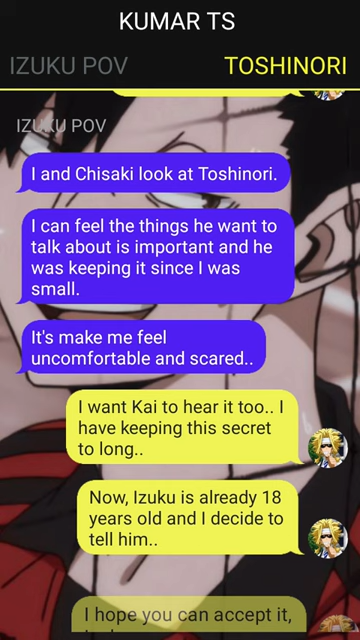 KUMAR TS
IZUKU POV
TOSHINORI
IZUKU POV
I and Chisaki look at Toshinori.
I can feel the things he want to
talk about is important and he
was keeping it since I was
small.
It's make me feel
uncomfortable and scared..
I want Kai to hear it too.. I
have keeping this secret
to long..
Now, Izuku is already 18
years old and I decide to
tell him..
I hope you can accept it,